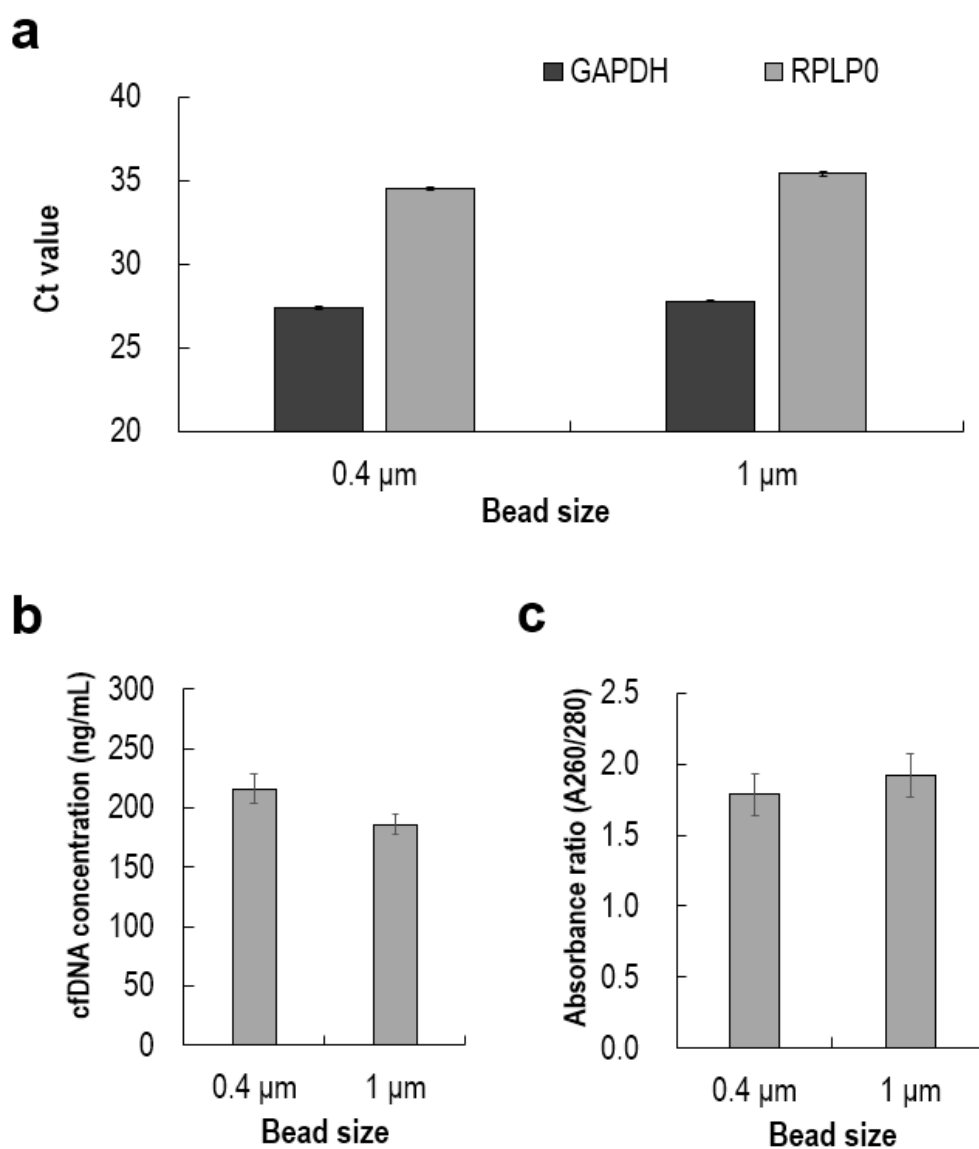 a
GAPDH RPLP0
Ct value
40
35
30
25
20
0.4 µm 1 µm
Bead size
b
cfDNA concentration (ng/mL)
300
250
200
150
100
50
0
0.4 µm 1 µm
Bead size
c
Absorbance ratio (A260/280)
2.5
2.0
1.5
1.0
0.5
0.0
0.4 µm 1 µm
Bead size